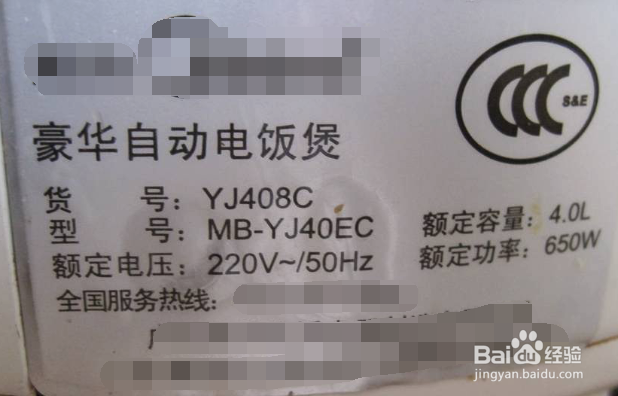 CCC S&E
豪华自动电饭煲
货 号: YJ408C
型 号: MB-YJ40EC
额定容量: 4.0L
额定电压: 220V~/50Hz
额定功率: 650W
全国服务热线:
Baidu经验
jingyan.baidu.com